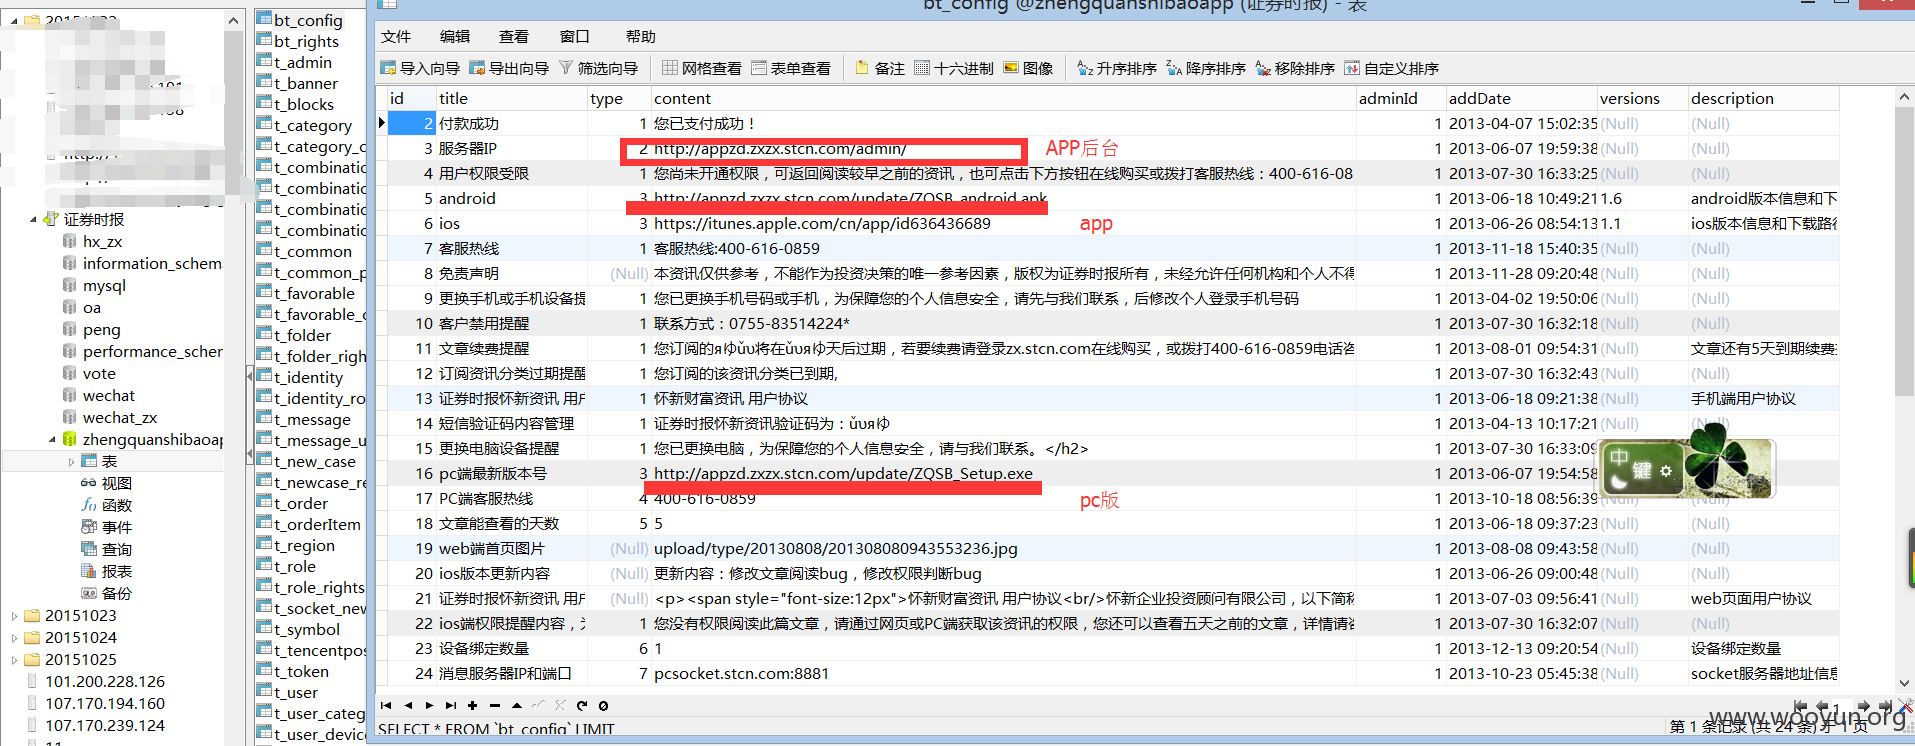 bt_config @zhengquanshibaoapp (证券时报) - 表
文件 编辑 查看 窗口 帮助
导入向导 导出向导 筛选向导 网格查看 表单查看 备注 十六进制 图像 升序排序 降序排序 移除排序 自定义排序
证券时报
hx_zx
information_schem
mysql
oa
peng
performance_scher
vote
wechat
wechat_zx
zhengquanshibaoap
表
视图
函数
事件
查询
报表
备份
20151023
20151024
20151025
101.200.228.126
107.170.194.160
107.170.239.124
bt_config
bt_rights
t_admin
t_banner
t_blocks
t_category
t_category_c
t_combinatio
t_combinatio
t_combinatio
t_combinatio
t_common
t_common_p
t_favorable
t_favorable_c
t_folder
t_folder_righ
t_identity
t_identity_ro
t_message
t_message_u
t_new_case
t_newcase_re
t_order
t_orderItem
t_region
t_role
t_role_rights
t_socket_new
t_symbol
t_tencentpos
t_token
t_user
t_user_categ
t_user_devic
id title type content adminId addDate versions description
2 付款成功 1 您已支付成功！ 1 2013-04-07 15:02:35 (Null) (Null)
3 服务器IP 2 http://appzd.zxzx.stcn.com/admin/ APP后台 1 2013-06-07 19:59:38 (Null) (Null)
4 用户权限受限 1 您尚未开通权限，可返回阅读较早之前的资讯，也可点击下方按钮在线购买或拨打客服热线：400-616-08 1 2013-07-30 16:33:25 (Null) (Null)
5 android 3 http://appzd.zxzx.stcn.com/update/ZQSB_android.apk 1 2013-06-18 10:49:21 1.6 android版本信息和下
6 ios 3 https://itunes.apple.com/cn/app/id636436689 app 1 2013-06-26 08:54:13 1.1 ios版本信息和下载路径
7 客服热线 1 客服热线:400-616-0859 1 2013-11-18 15:40:35 (Null) (Null)
8 免责声明 (Null) 本资讯仅供参考，不能作为投资决策的唯一参考因素，版权为证券时报所有，未经允许任何机构和个人不得 1 2013-11-28 09:20:48 (Null) (Null)
9 更换手机或手机设备提 1 您已更换手机号码或手机，为保障您的个人信息安全，请先与我们联系，后修改个人登录手机号码 1 2013-04-02 19:50:06 (Null) (Null)
10 客户禁用提醒 1 联系方式：0755-83514224* 1 2013-07-30 16:32:18 (Null) (Null)
11 文章续费提醒 1 您订阅的яゆǔυ将在ǔυяゆ天后过期，若要续费请登录zx.stcn.com在线购买，或拨打400-616-0859电话咨 1 2013-08-01 09:54:31 (Null) 文章还有5天到期续费
12 订阅资讯分类过期提醒 1 您订阅的该资讯分类已到期, 1 2013-07-30 16:32:43 (Null) (Null)
13 证券时报怀新资讯 用户 1 怀新财富资讯 用户协议 1 2013-06-18 09:21:38 (Null) 手机端用户协议
14 短信验证码内容管理 1 证券时报怀新资讯验证码为：ǔυяゆ 1 2013-04-13 10:17:21 (Null) (Null)
15 更换电脑设备提醒 1 您已更换电脑，为保障您的个人信息安全，请与我们联系。</h2> 1 2013-07-30 16:33:09
16 pc端最新版本号 3 http://appzd.zxzx.stcn.com/update/ZQSB_Setup.exe 1 2013-06-07 19:54:58
17 PC端客服热线 4 400-616-0859 pc版 1 2013-10-18 08:56:39 (Null) (Null)
18 文章能查看的天数 5 5 1 2013-06-18 09:37:23 (Null) (Null)
19 web端首页图片 (Null) upload/type/20130808/201308080943553236.jpg 1 2013-08-08 09:43:58 (Null) (Null)
20 ios版本更新内容 (Null) 更新内容：修改文章阅读bug，修改权限判断bug 1 2013-06-26 09:00:48 (Null) (Null)
21 证券时报怀新资讯 用户 (Null) <p><span style="font-size:12px">怀新财富资讯 用户协议<br/>怀新企业投资顾问有限公司，以下简称 1 2013-07-03 09:56:41 (Null) web页面用户协议
22 ios端权限提醒内容，为 1 您没有权限阅读此篇文章，请通过网页或PC端获取该资讯的权限，您还可以查看五天之前的文章，详情请咨 1 2013-07-30 16:32:07 (Null) (Null)
23 设备绑定数量 6 1 1 2013-12-13 09:20:54 (Null) 设备绑定数量
24 消息服务器IP和端口 7 pcsocket.stcn.com:8881 1 2013-10-23 05:45:38 (Null) socket服务器地址信息
中 键
1
SELECT * FROM `bt_config` LIMIT
第 1 条记录 (共 24 条) 于 1 页
www.wooyun.org